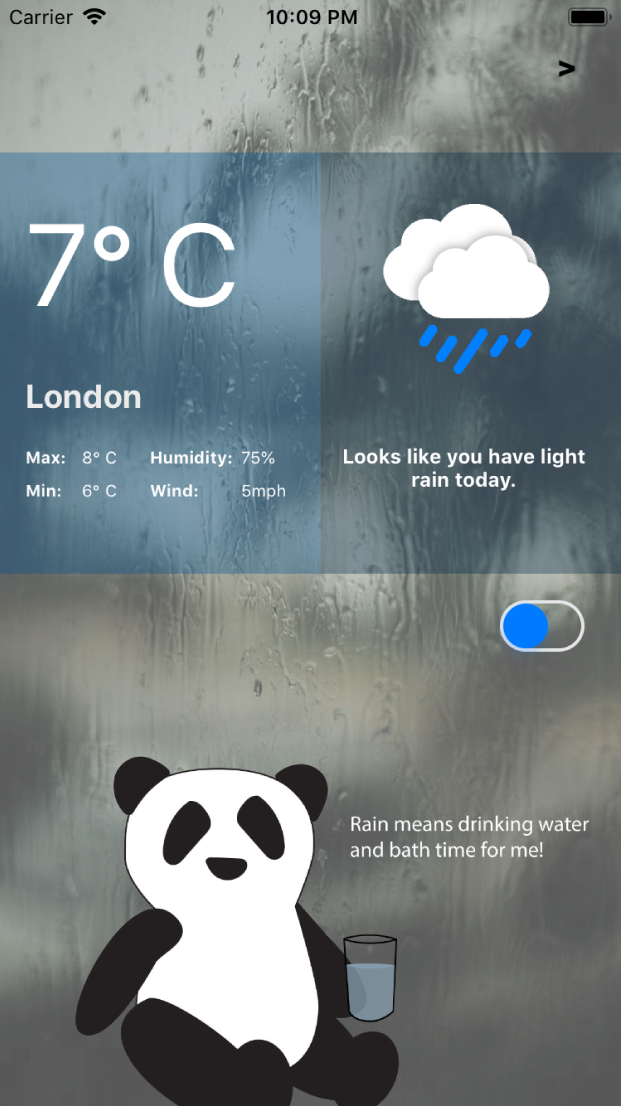 Carrier 10:09 PM
>
7° C
London
Max: 8° C Humidity: 75%
Min: 6° C Wind: 5mph
Looks like you have light
rain today.
Rain means drinking water
and bath time for me!